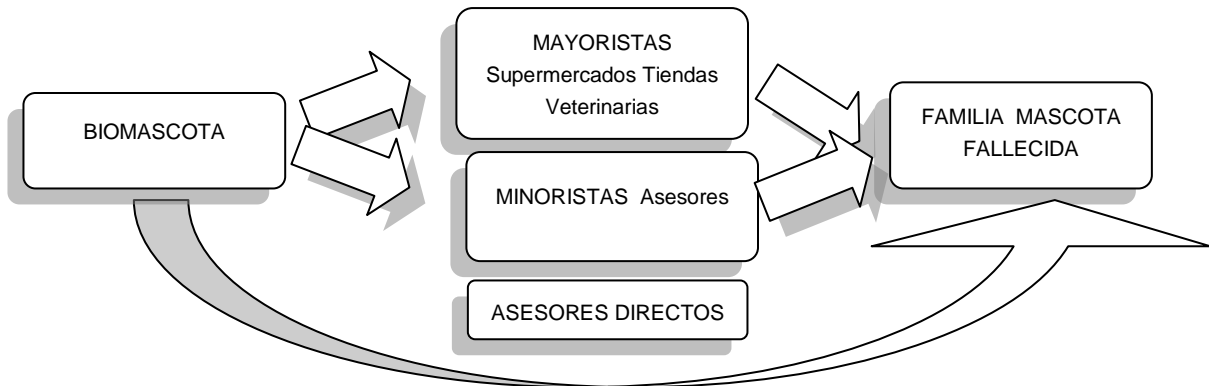 BIOMASCOTA
MAYORISTAS
Supermercados Tiendas
Veterinarias
MINORISTAS Asesores
ASESORES DIRECTOS
FAMILIA MASCOTA
FALLECIDA